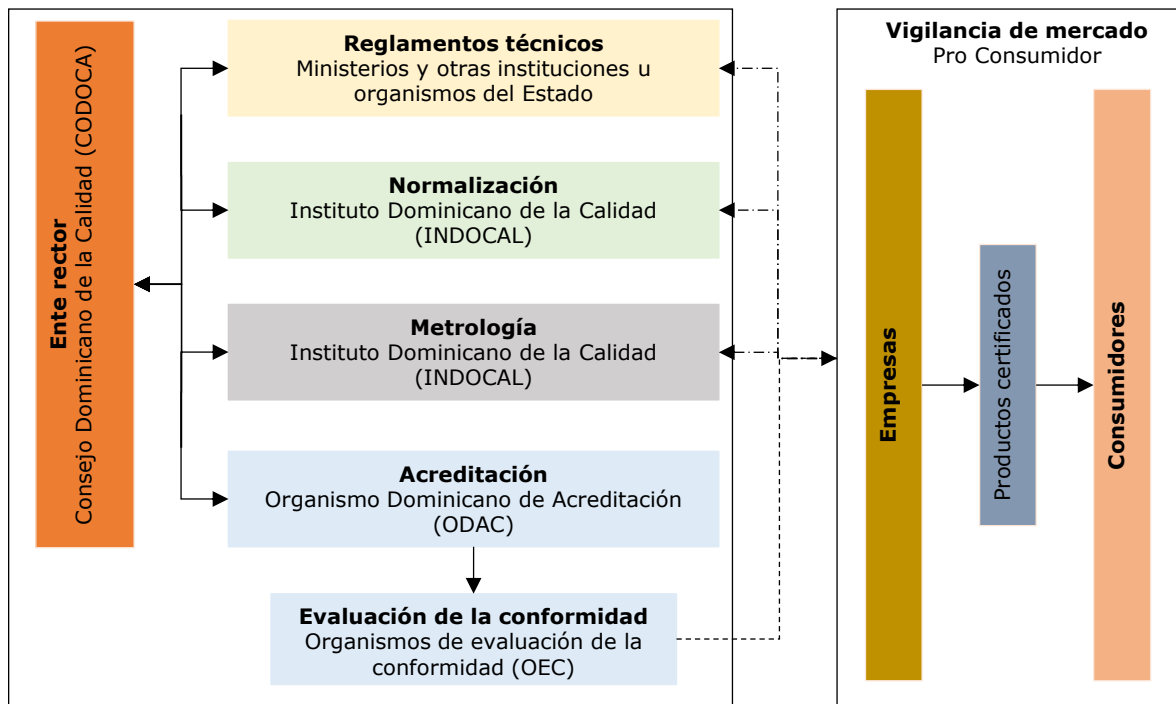 Ente rector
Consejo Dominicano de la Calidad (CODOCA)
Reglamentos técnicos
Ministerios y otras instituciones u
organismos del Estado
Normalización
Instituto Dominicano de la Calidad
(INDOCAL)
Metrología
Instituto Dominicano de la Calidad
(INDOCAL)
Acreditación
Organismo Dominicano de Acreditación
(ODAC)
Evaluación de la conformidad
Organismos de evaluación de la
conformidad (OEC)
Vigilancia de mercado
Pro Consumidor
Empresas
Productos certificados
Consumidores